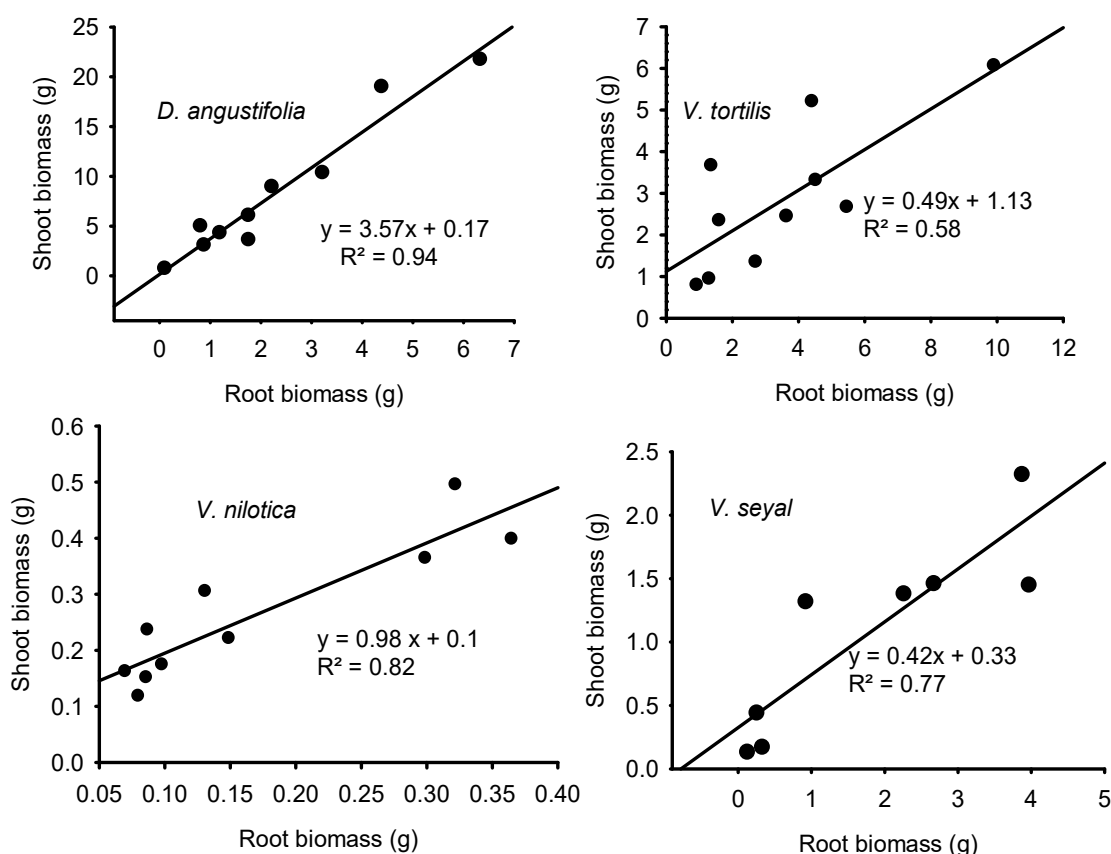 25
20
15
10
5
0
Shoot biomass (g)
D. angustifolia
y = 3.57x + 0.17
R² = 0.94
0 1 2 3 4 5 6 7
Root biomass (g)
7
6
5
4
3
2
1
0
Shoot biomass (g)
V. tortilis
y = 0.49x + 1.13
R² = 0.58
0 2 4 6 8 10 12
Root biomass (g)
0.6
0.5
0.4
0.3
0.2
0.1
0.0
Shoot biomass (g)
V. nilotica
y = 0.98 x + 0.1
R² = 0.82
0.05 0.10 0.15 0.20 0.25 0.30 0.35 0.40
Root biomass (g)
2.5
2.0
1.5
1.0
0.5
0.0
Shoot biomass (g)
V. seyal
y = 0.42x + 0.33
R² = 0.77
0 1 2 3 4 5
Root biomass (g)